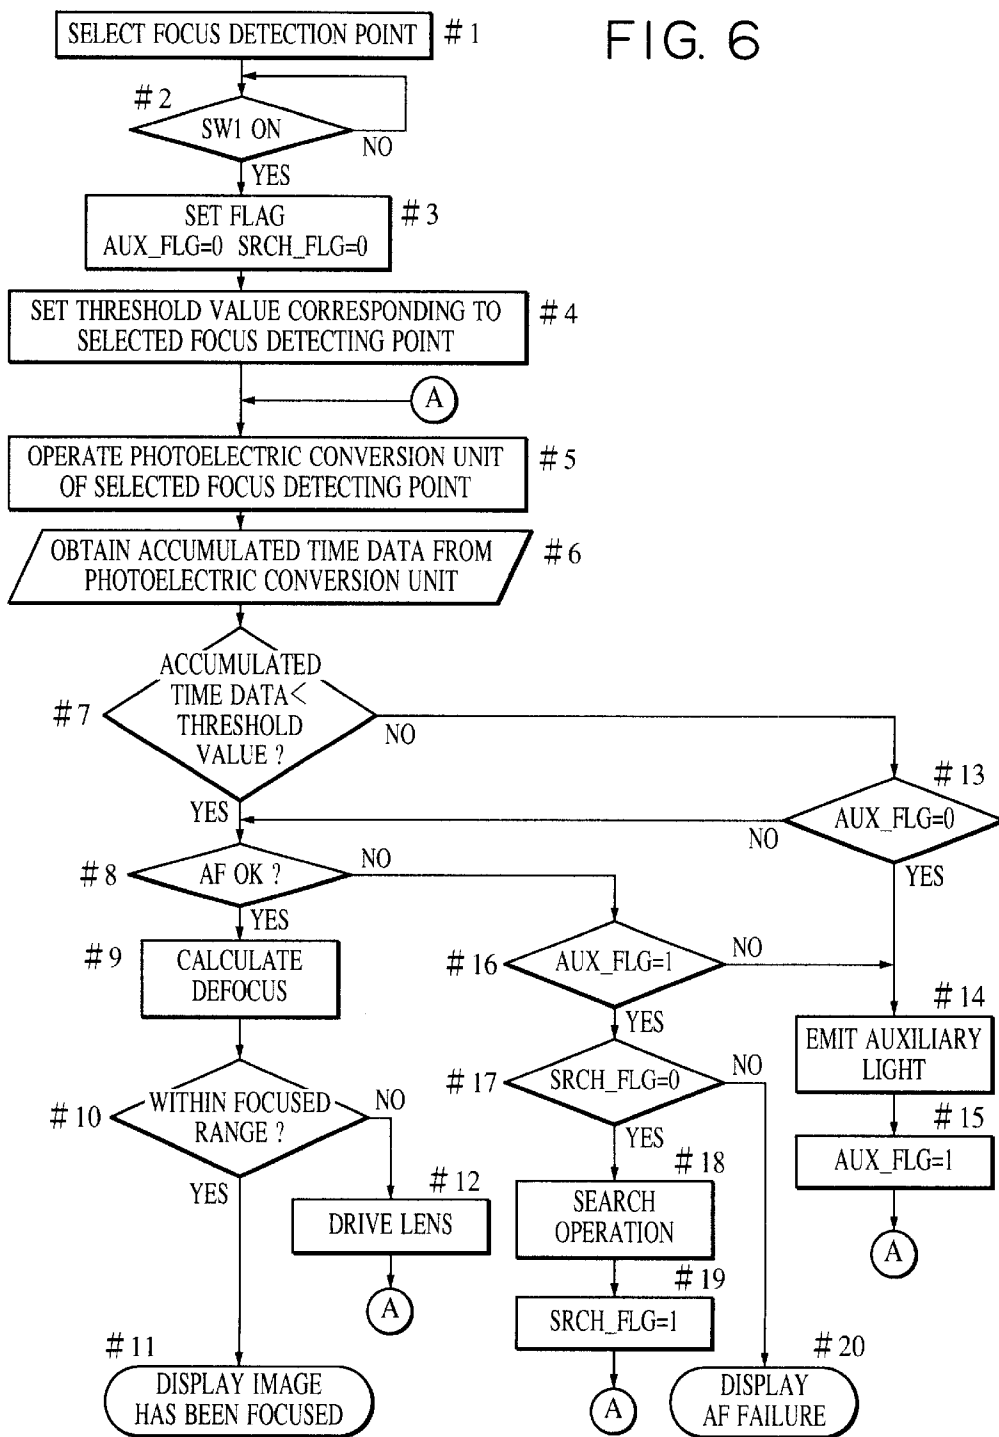 FIG. 6
SELECT FOCUS DETECTION POINT
#1
#2
SW1 ON
NO
YES
SET FLAG
AUX_FLG=0 SRCH_FLG=0
#3
SET THRESHOLD VALUE CORRESPONDING TO
SELECTED FOCUS DETECTING POINT
#4
A
OPERATE PHOTOELECTRIC CONVERSION UNIT
OF SELECTED FOCUS DETECTING POINT
#5
OBTAIN ACCUMULATED TIME DATA FROM
PHOTOELECTRIC CONVERSION UNIT
#6
ACCUMULATED
TIME DATA<
THRESHOLD
VALUE ?
#7
NO
YES
#13
AUX_FLG=0
NO
YES
#8
AF OK ?
NO
YES
#9
CALCULATE
DEFOCUS
#16
AUX_FLG=1
NO
YES
#14
EMIT AUXILIARY
LIGHT
#17
SRCH_FLG=0
NO
YES
#10
WITHIN FOCUSED
RANGE ?
NO
YES
#15
AUX_FLG=1
A
#12
DRIVE LENS
A
#18
SEARCH
OPERATION
#19
SRCH_FLG=1
A
#11
DISPLAY IMAGE
HAS BEEN FOCUSED
#20
DISPLAY
AF FAILURE